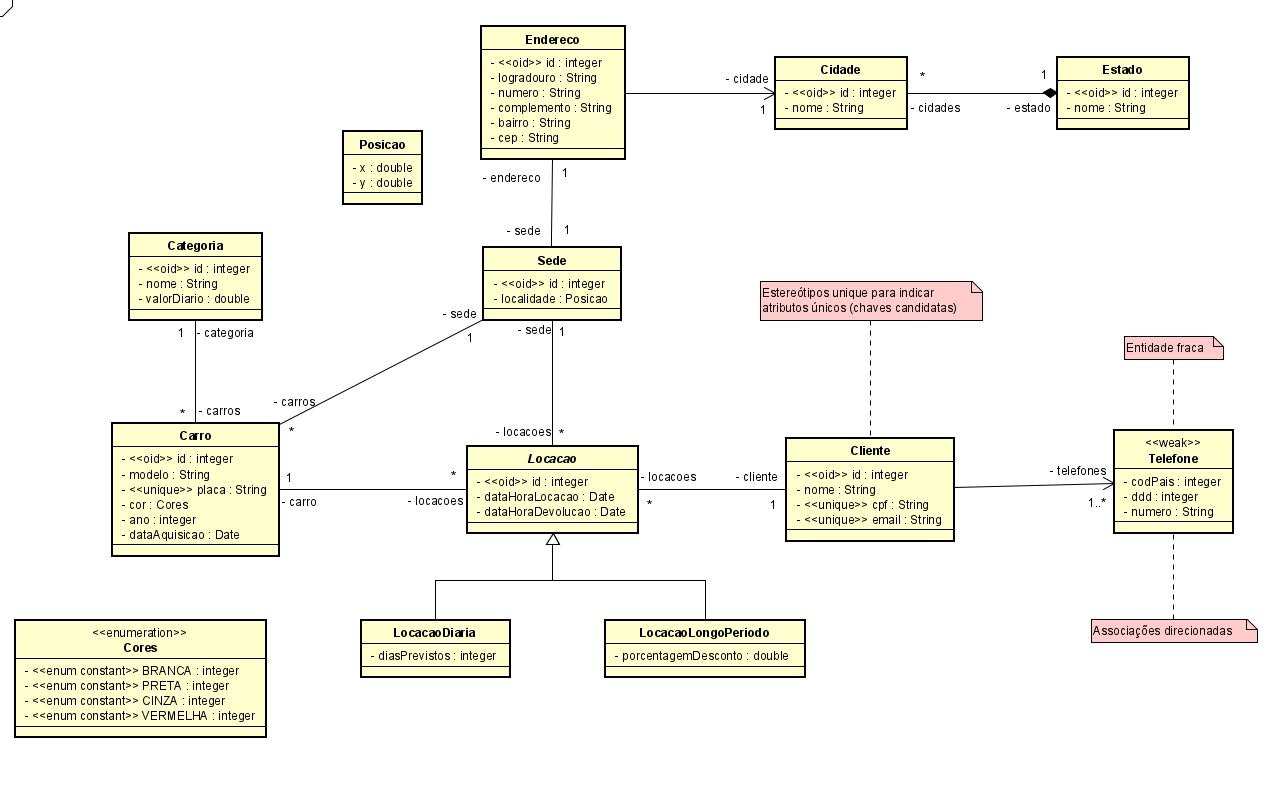 Endereco
- <<oid>> id : integer
- logradouro : String
- numero : String
- complemento : String
- bairro : String
- cep : String
- cidade
1
Cidade
- <<oid>> id : integer
- nome : String
*
- cidades
1
- estado
Estado
- <<oid>> id : integer
- nome : String
Posicao
- x : double
- y : double
- endereco
1
- sede
1
Categoria
- <<oid>> id : integer
- nome : String
- valorDiario : double
Sede
- <<oid>> id : integer
- localidade : Posicao
Estereótipos unique para indicar
atributos únicos (chaves candidatas)
1
- categoria
- sede
1
- sede
1
Entidade fraca
* - carros
- carros
*
- locacoes *
Carro
- <<oid>> id : integer
- modelo : String
- <<unique>> placa : String
- cor : Cores
- ano : integer
- dataAquisicao : Date
1
- carro
*
- locacoes
Locacao
- <<oid>> id : integer
- dataHoraLocacao : Date
- dataHoraDevolucao : Date
- locacoes
*
- cliente
1
Cliente
- <<oid>> id : integer
- nome : String
- <<unique>> cpf : String
- <<unique>> email : String
- telefones
1..*
<<weak>>
Telefone
- codPais : integer
- ddd : integer
- numero : String
<<enumeration>>
Cores
- <<enum constant>> BRANCA : integer
- <<enum constant>> PRETA : integer
- <<enum constant>> CINZA : integer
- <<enum constant>> VERMELHA : integer
LocacaoDiaria
- diasPrevistos : integer
LocacaoLongoPeriodo
- porcentagemDesconto : double
Associações direcionadas